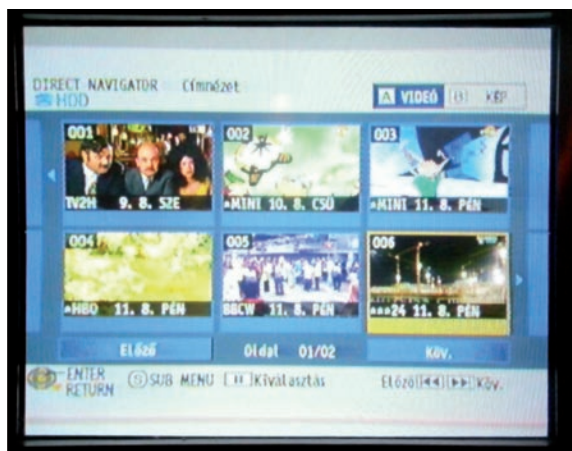 DIRECT NAVIGATOR Címnézet
HDD
A VIDEÓ B KÉP
001 002 003
TV2H 9. 8. SZE
MINI 10. 8. CSÜ
MINI 11. 8. PÉN
004 005 006
HBO 11. 8. PÉN
BBCW 11. 8. PÉN
24 11. 8. PÉN
Előző Oldal 01/02 Köv.
ENTER
RETURN
S SUB MENU II Kiválasztás Előző Köv.